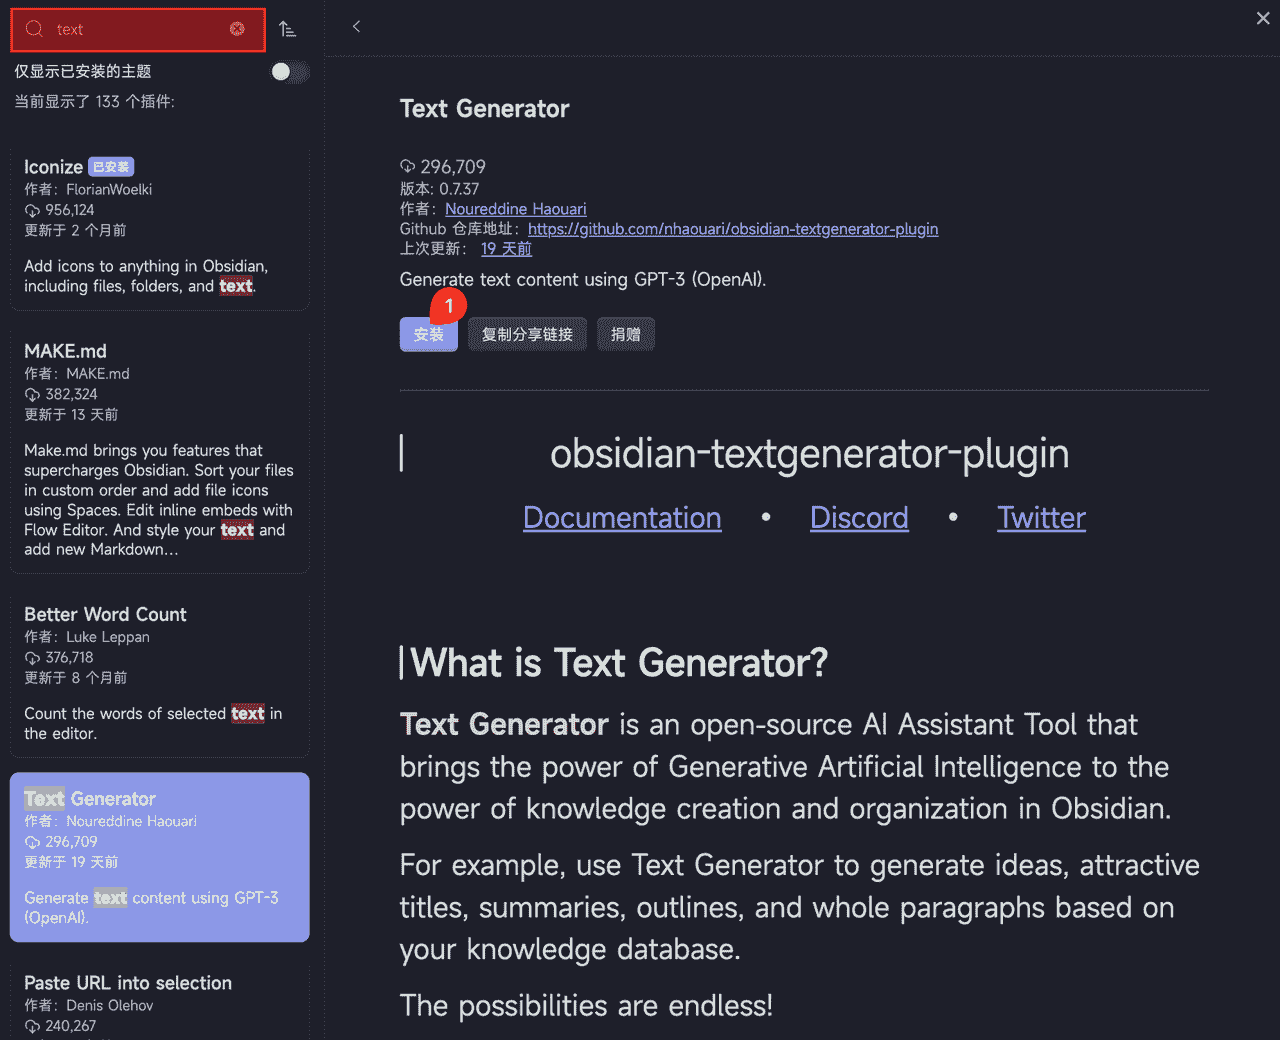 text
仅显示已安装的主题
当前显示了 133 个插件:
Iconize 已安装
作者：FlorianWoelki
956,124
更新于 2 个月前
Add icons to anything in Obsidian,
including files, folders, and text.
MAKE.md
作者：MAKE.md
382,324
更新于 13 天前
Make.md brings you features that
supercharges Obsidian. Sort your files
in custom order and add file icons
using Spaces. Edit inline embeds with
Flow Editor. And style your text and
add new Markdown...
Better Word Count
作者：Luke Leppan
376,718
更新于 8 个月前
Count the words of selected text in
the editor.
Text Generator
作者：Noureddine Haouari
296,709
更新于 19 天前
Generate text content using GPT-3
(OpenAI).
Paste URL into selection
作者：Denis Olehov
240,267
Text Generator
296,709
版本: 0.7.37
作者：Noureddine Haouari
Github 仓库地址：https://github.com/nhaouari/obsidian-textgenerator-plugin
上次更新： 19 天前
Generate text content using GPT-3 (OpenAI).
1
安装 复制分享链接 捐赠
obsidian-textgenerator-plugin
Documentation • Discord • Twitter
What is Text Generator?
Text Generator is an open-source AI Assistant Tool that
brings the power of Generative Artificial Intelligence to the
power of knowledge creation and organization in Obsidian.
For example, use Text Generator to generate ideas, attractive
titles, summaries, outlines, and whole paragraphs based on
your knowledge database.
The possibilities are endless!